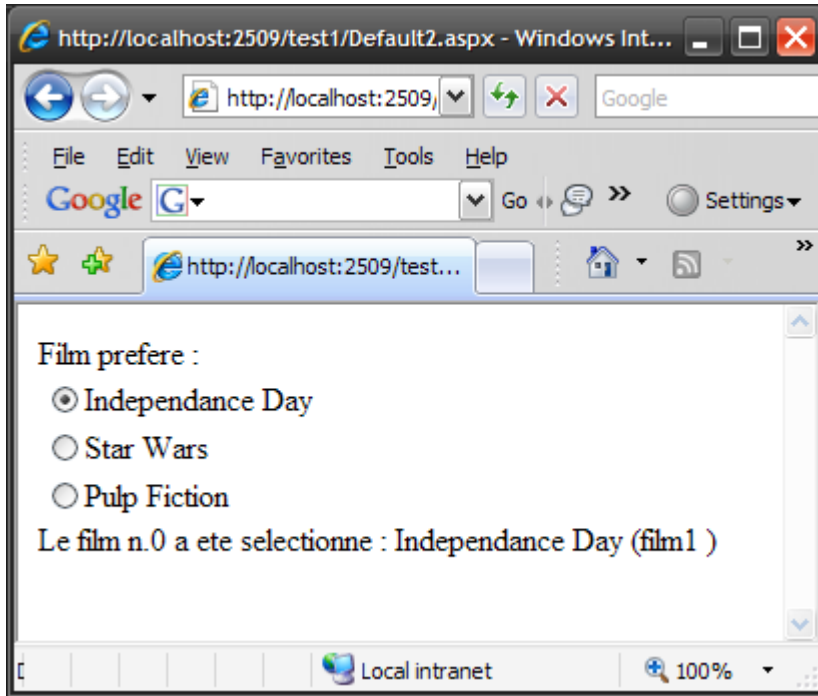 http://localhost:2509/test1/Default2.aspx - Windows Int...
http://localhost:2509/ Google
File Edit View Favorites Tools Help
Google G Go » Settings
http://localhost:2509/test... »
Film prefere :
Independance Day
Star Wars
Pulp Fiction
Le film n.0 a ete selectionne : Independance Day (film1 )
Local intranet 100%